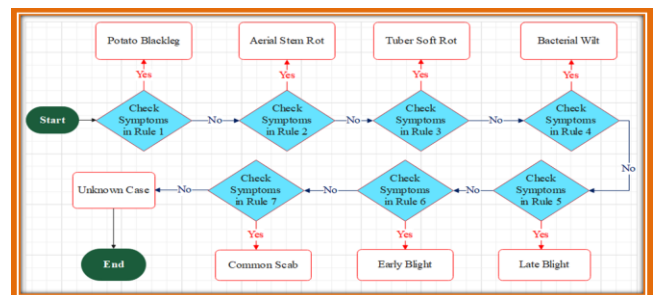 Potato Blackleg
Aerial Stem Rot
Tuber Soft Rot
Bacterial Wilt
Yes
Yes
Yes
Yes
Start
Check
Symptoms
in Rule 1
No
Check
Symptoms
in Rule 2
No
Check
Symptoms
in Rule 3
No
Check
Symptoms
in Rule 4
No
Check
Symptoms
in Rule 5
No
Check
Symptoms
in Rule 6
No
Check
Symptoms
in Rule 7
No
Unknown Case
Yes
Yes
Yes
End
Common Scab
Early Blight
Late Blight